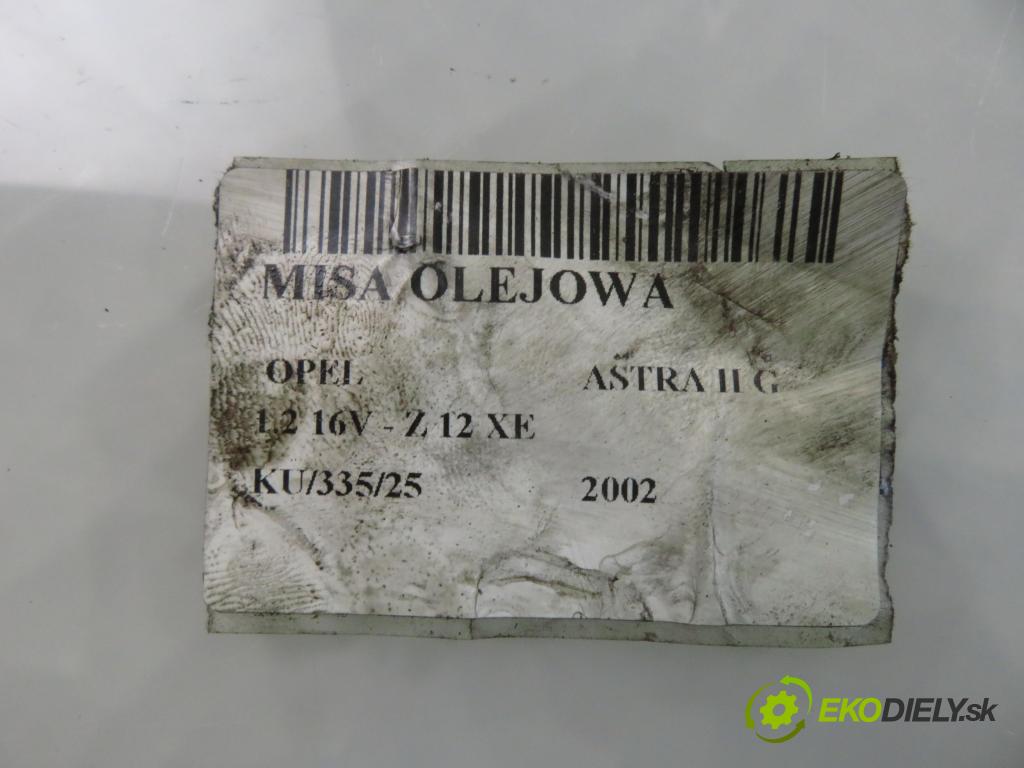 MISA OLEJOWA
OPEL ASTRA II G
1.2 16V - Z 12 XE
KU/335/25 2002
EKODIELY.sk